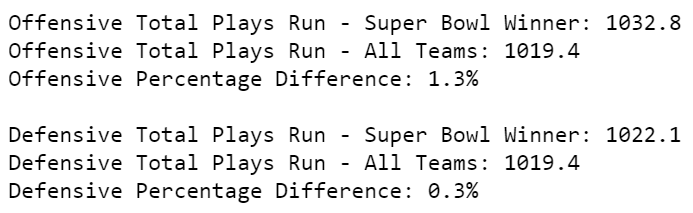 Offensive Total Plays Run - Super Bowl Winner: 1032.8
Offensive Total Plays Run - All Teams: 1019.4
Offensive Percentage Difference: 1.3%
Defensive Total Plays Run - Super Bowl Winner: 1022.1
Defensive Total Plays Run - All Teams: 1019.4
Defensive Percentage Difference: 0.3%